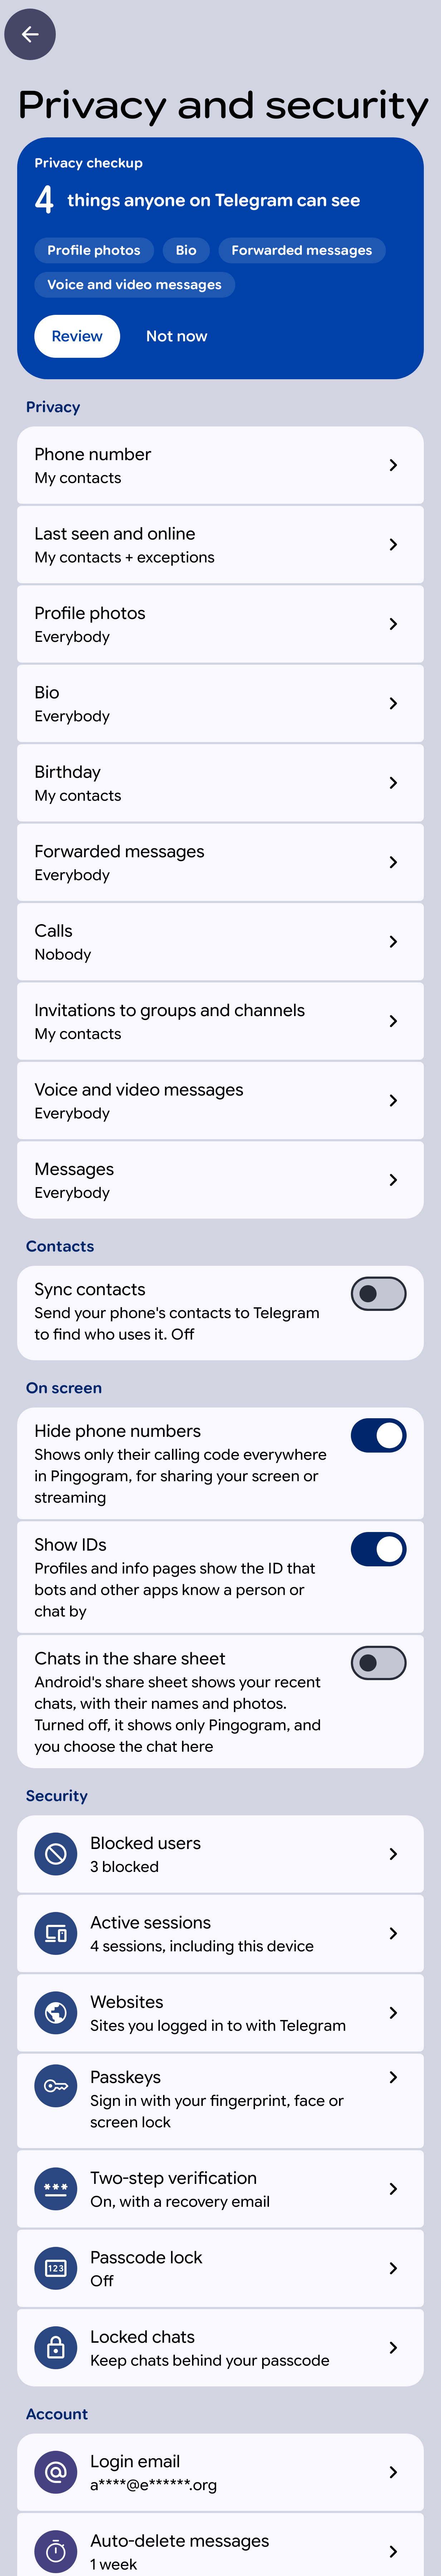 Privacy and security
Privacy checkup
4 things anyone on Telegram can see
Profile photos Bio Forwarded messages
Voice and video messages
Review Not now
Privacy
Phone number
My contacts
Last seen and online
My contacts + exceptions
Profile photos
Everybody
Bio
Everybody
Birthday
My contacts
Forwarded messages
Everybody
Calls
Nobody
Invitations to groups and channels
My contacts
Voice and video messages
Everybody
Messages
Everybody
Contacts
Sync contacts
Send your phone's contacts to Telegram
to find who uses it. Off
On screen
Hide phone numbers
Shows only their calling code everywhere
in Pingogram, for sharing your screen or
streaming
Show IDs
Profiles and info pages show the ID that
bots and other apps know a person or
chat by
Chats in the share sheet
Android's share sheet shows your recent
chats, with their names and photos.
Turned off, it shows only Pingogram, and
you choose the chat here
Security
Blocked users
3 blocked
Active sessions
4 sessions, including this device
Websites
Sites you logged in to with Telegram
Passkeys
Sign in with your fingerprint, face or
screen lock
Two-step verification
On, with a recovery email
Passcode lock
123
Off
Locked chats
Keep chats behind your passcode
Account
Login email
a****@e******.org
Auto-delete messages
1 week